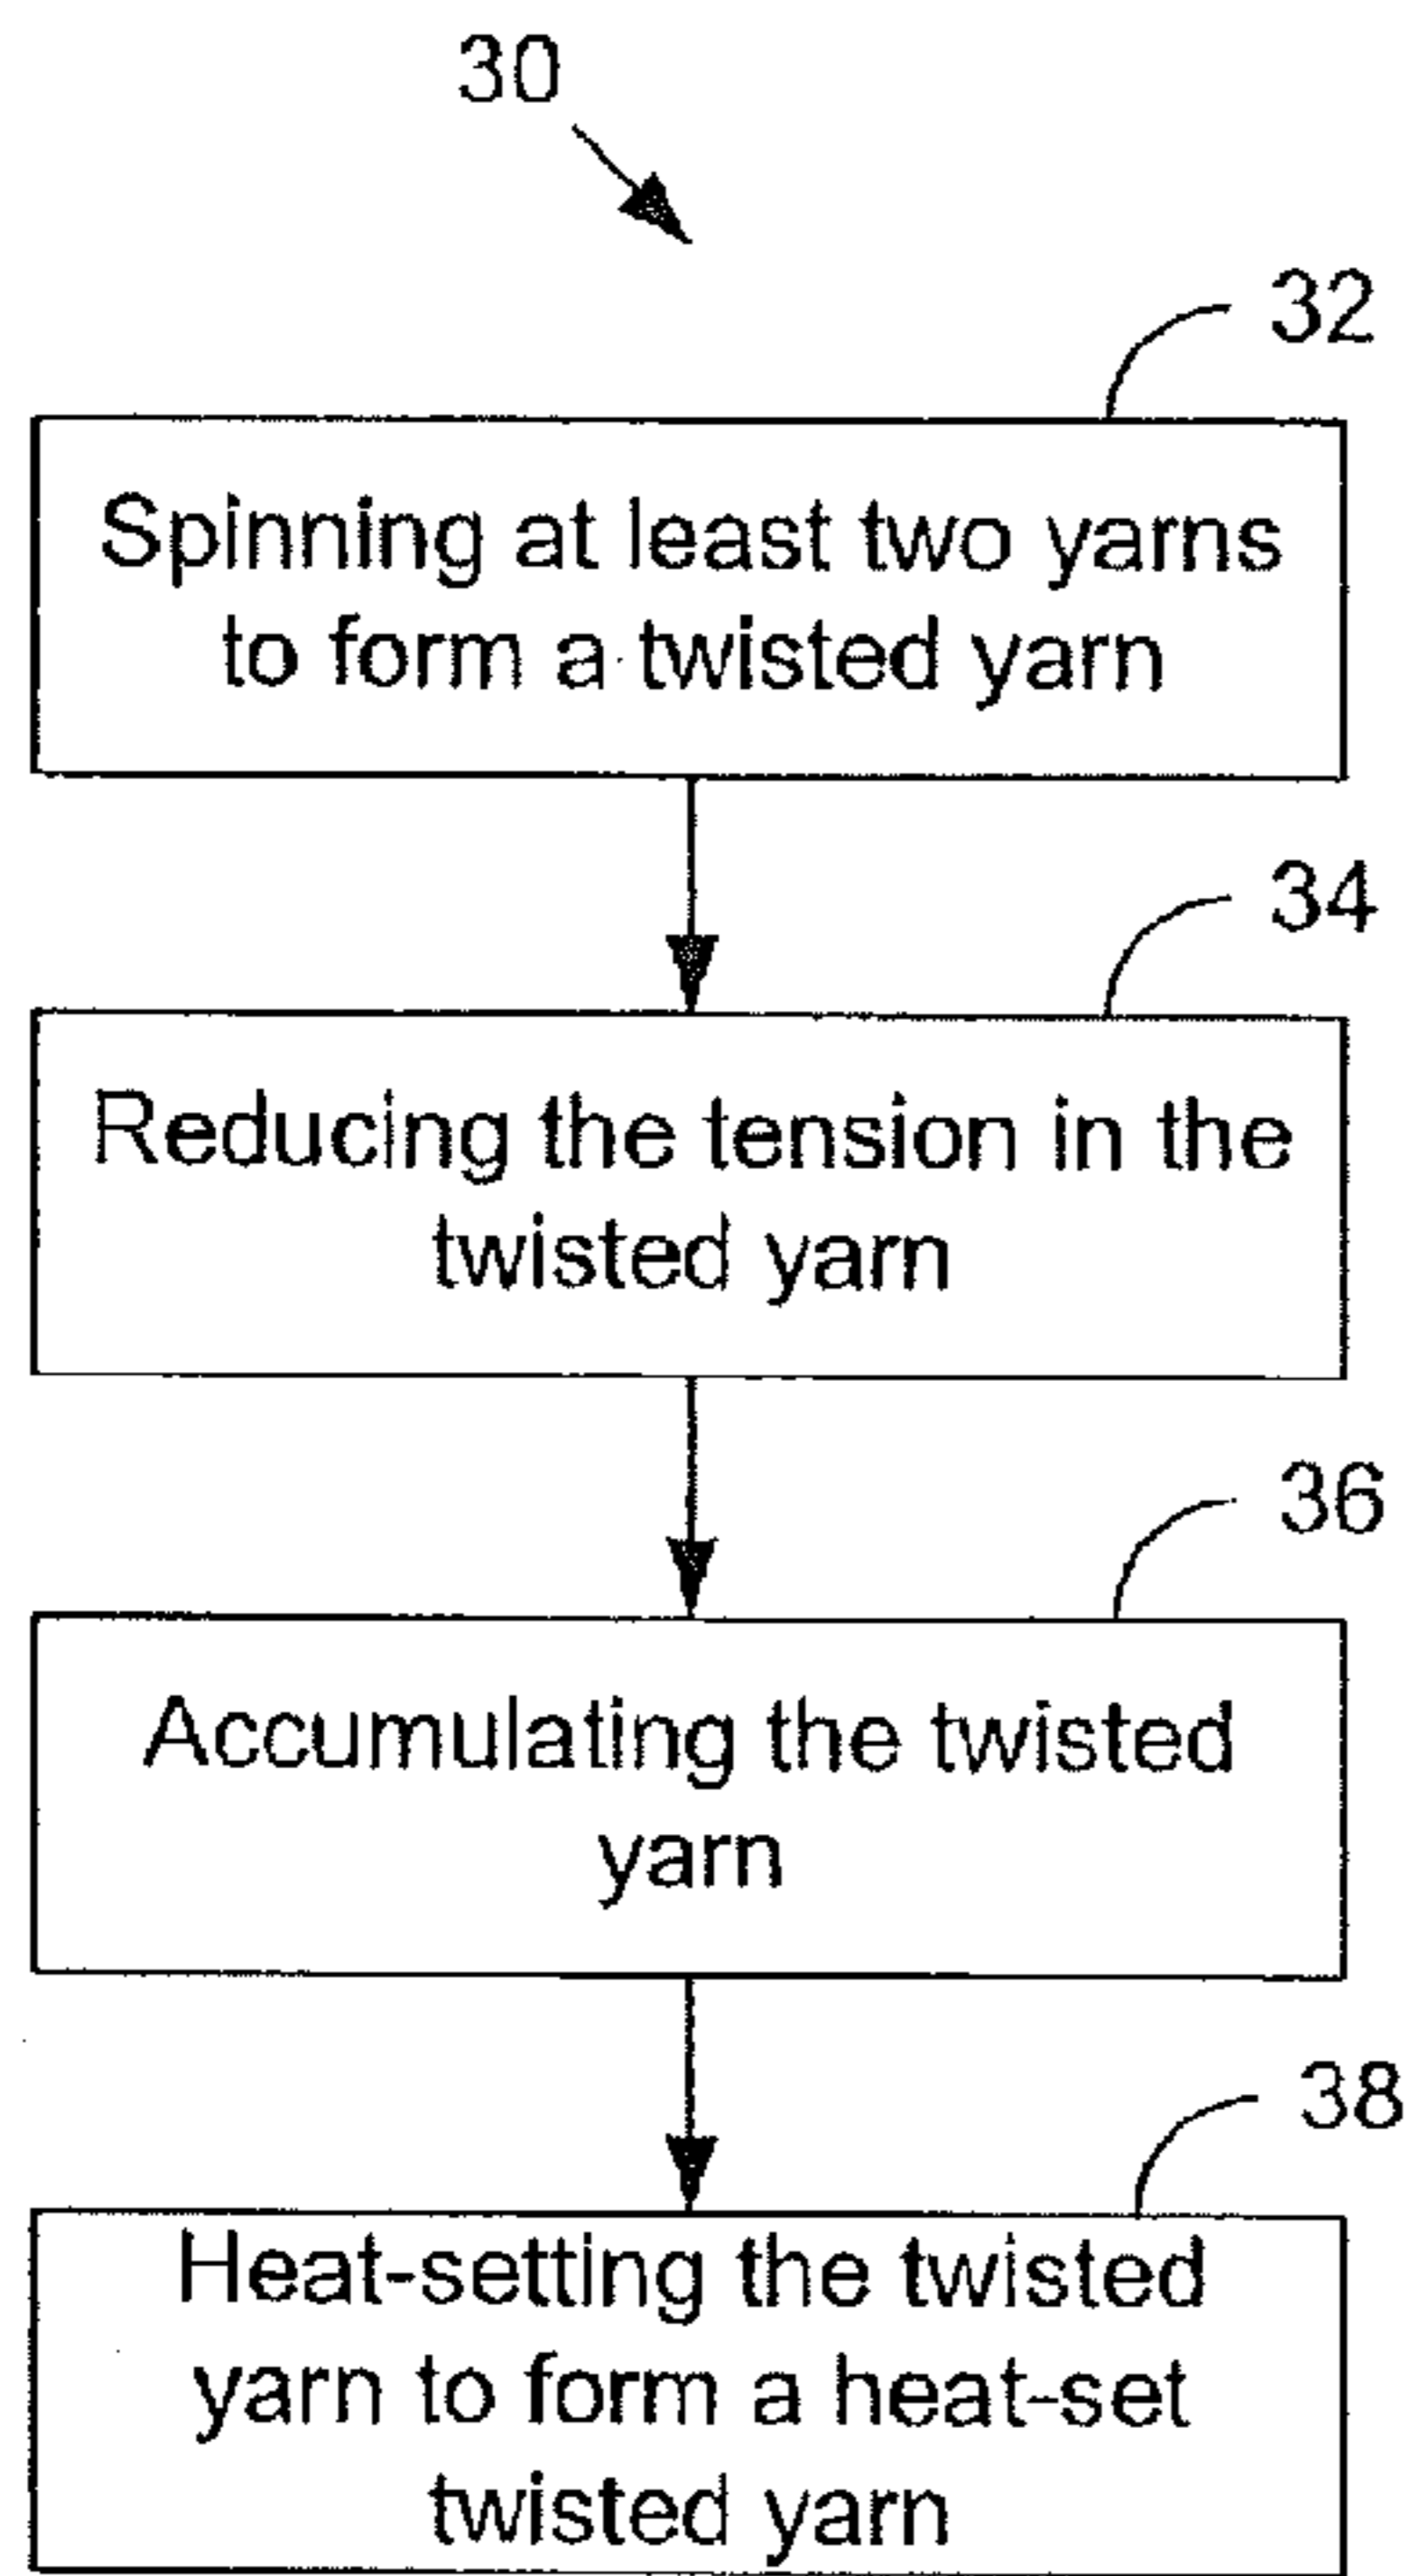 30
32
Spinning at least two yarns
to form a twisted yarn
34
Reducing the tension in the
twisted yarn
36
Accumulating the twisted
yarn
38
Heat-setting the twisted
yarn to form a heat-set
twisted yarn